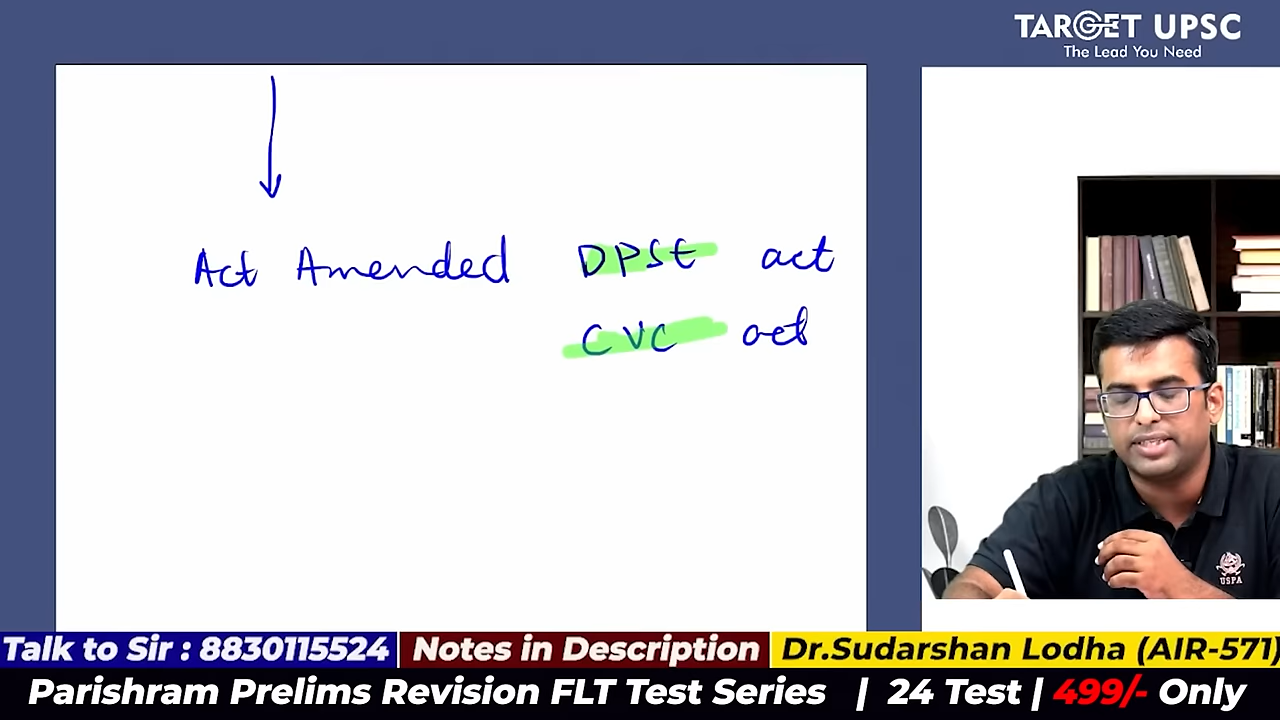 TARGET UPSC
The Lead You Need
Act Amended DPSE act
CVC act
USPA
Talk to Sir : 8830115524 Notes in Description Dr.Sudarshan Lodha (AIR-571)
Parishram Prelims Revision FLT Test Series | 24 Test | 499/- Only